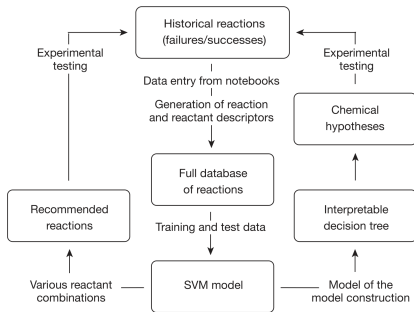 Historical reactions
(failures/successes)
Experimental
testing
Experimental
testing
Data entry from notebooks
Generation of reaction
and reactant descriptors
Chemical
hypotheses
Full database
of reactions
Recommended
reactions
Interpretable
decision tree
Training and test data
Various reactant
combinations
SVM model
Model of the
model construction